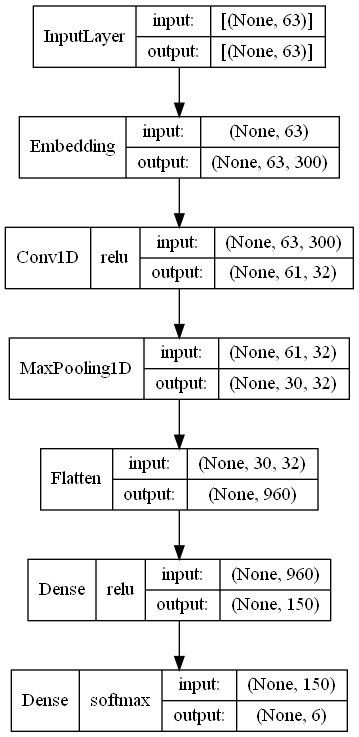 InputLayer input: [(None, 63)]
output: [(None, 63)]
Embedding input: (None, 63)
output: (None, 63, 300)
Conv1D relu input: (None, 63, 300)
output: (None, 61, 32)
MaxPooling1D input: (None, 61, 32)
output: (None, 30, 32)
Flatten input: (None, 30, 32)
output: (None, 960)
Dense relu input: (None, 960)
output: (None, 150)
Dense softmax input: (None, 150)
output: (None, 6)